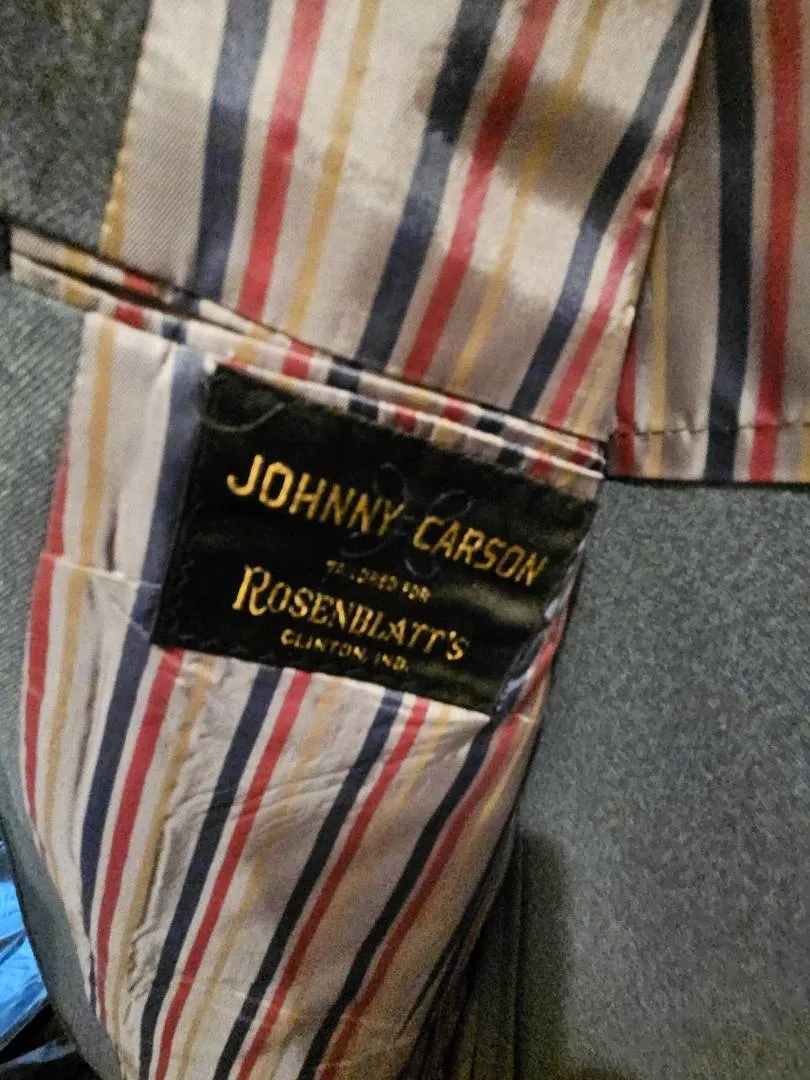 JOHNNY CARSON
TAILORED FOR
ROSENBLATT'S
CLINTON, IND.